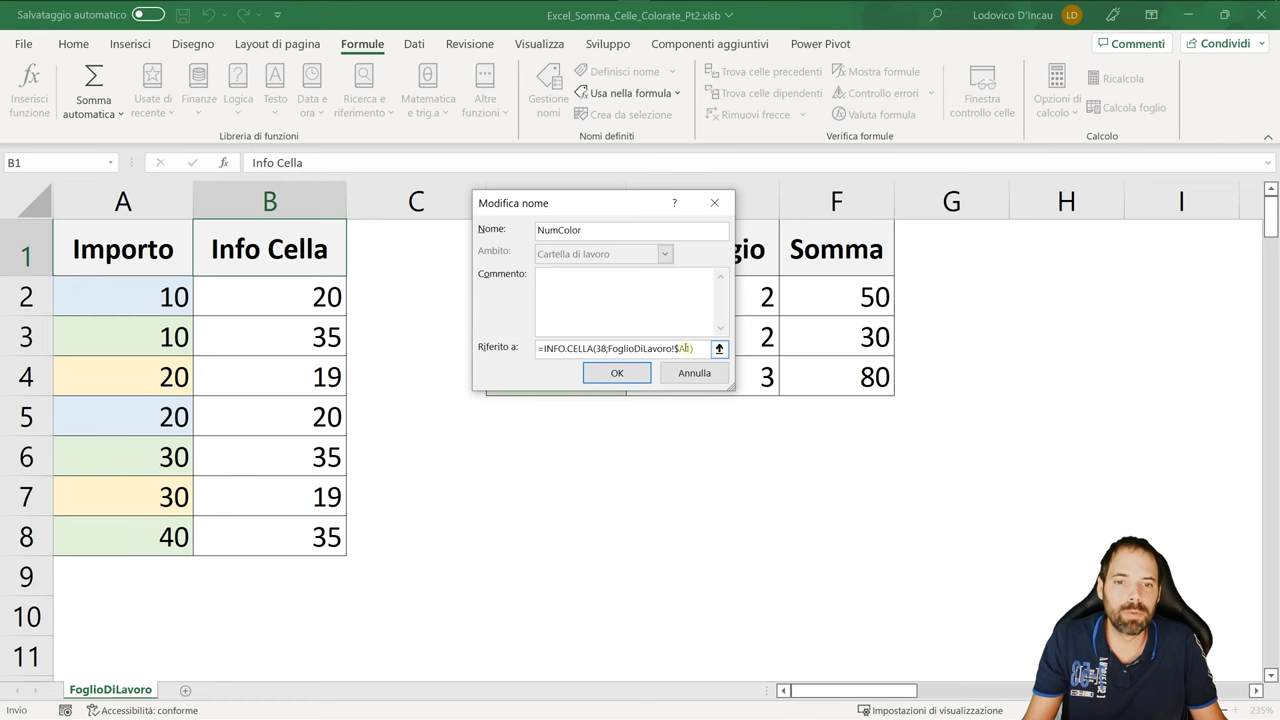 Salvataggio automatico
Excel_Somma_Celle_Colorate_Pt2.xlsb
Lodovico D'Incau
LD
File Home Inserisci Disegno Layout di pagina Formule Dati Revisione Visualizza Sviluppo Componenti aggiuntivi Power Pivot
Commenti
Condividi
Inserisci funzione
Somma automatica
Usate di recente
Finanze
Logica
Testo
Data e ora
Ricerca e riferimento
Matematica e trig.a
Altre funzioni
Libreria di funzioni
Gestione nomi
Definisci nome
Usa nella formula
Crea da selezione
Nomi definiti
Trova celle precedenti
Trova celle dipendenti
Rimuovi frecce
Mostra formule
Controllo errori
Valuta formula
Verifica formule
Finestra controllo celle
Opzioni di calcolo
Ricalcola
Calcola foglio
Calcolo
B1
fx
Info Cella
A B C F G H I
1 Importo Info Cella gio Somma
2 10 20 2 50
3 10 35 2 30
4 20 19 3 80
5 20 20
6 30 35
7 30 19
8 40 35
9
10
11
Modifica nome
?
Nome: NumColor
Ambito: Cartella di lavoro
Commento:
Riferito a: =INFO.CELLA(38;FoglioDiLavoro!$A1)
OK
Annulla
FoglioDiLavoro
Invio
Accessibilità: conforme
Impostazioni di visualizzazione
235%